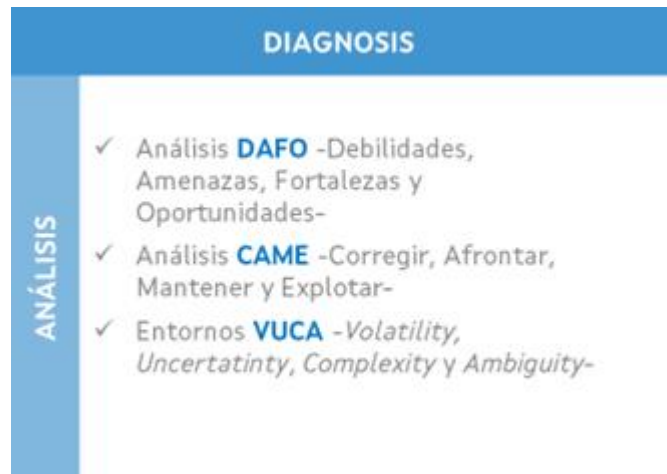 DIAGNOSIS
ANÁLISIS
✓ Análisis DAFO -Debilidades,
Amenazas, Fortalezas y
Oportunidades-
✓ Análisis CAME -Corregir, Afrontar,
Mantener y Explotar-
✓ Entornos VUCA -Volatility,
Uncertatinty, Complexity y Ambiguity-